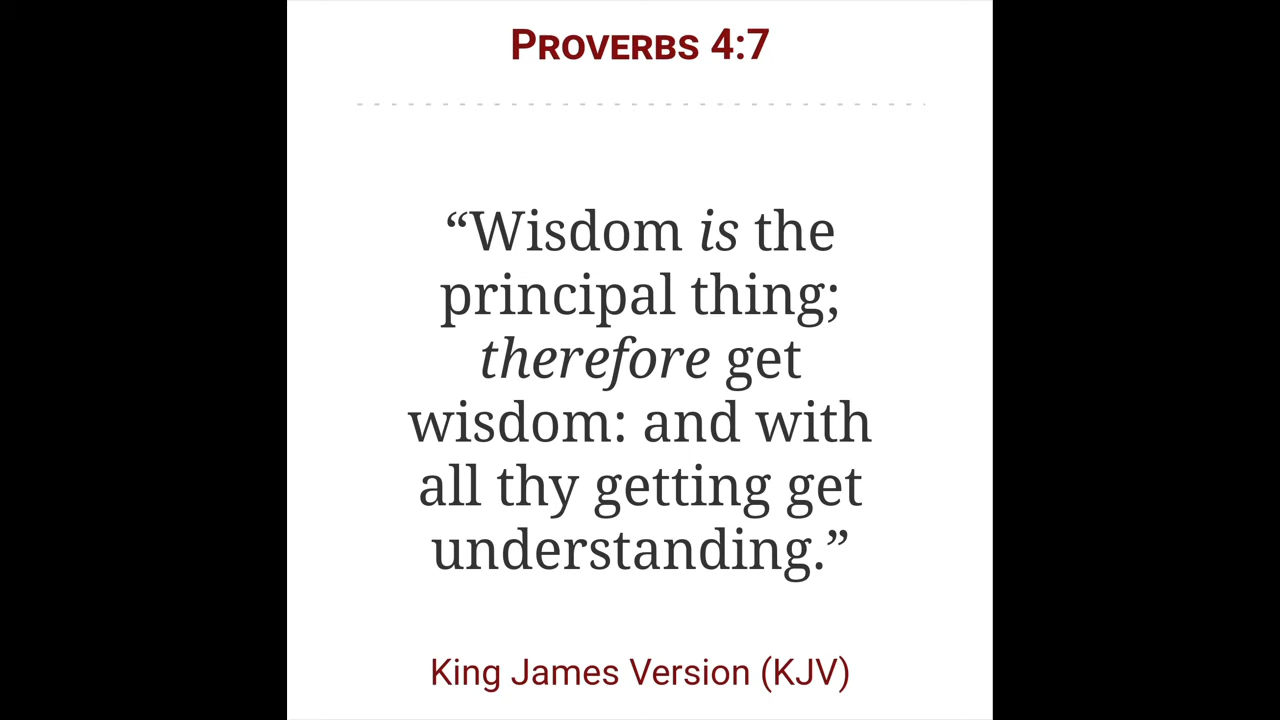 Proverbs 4:7
“Wisdom is the
principal thing;
therefore get
wisdom: and with
all thy getting get
understanding.”
King James Version (KJV)